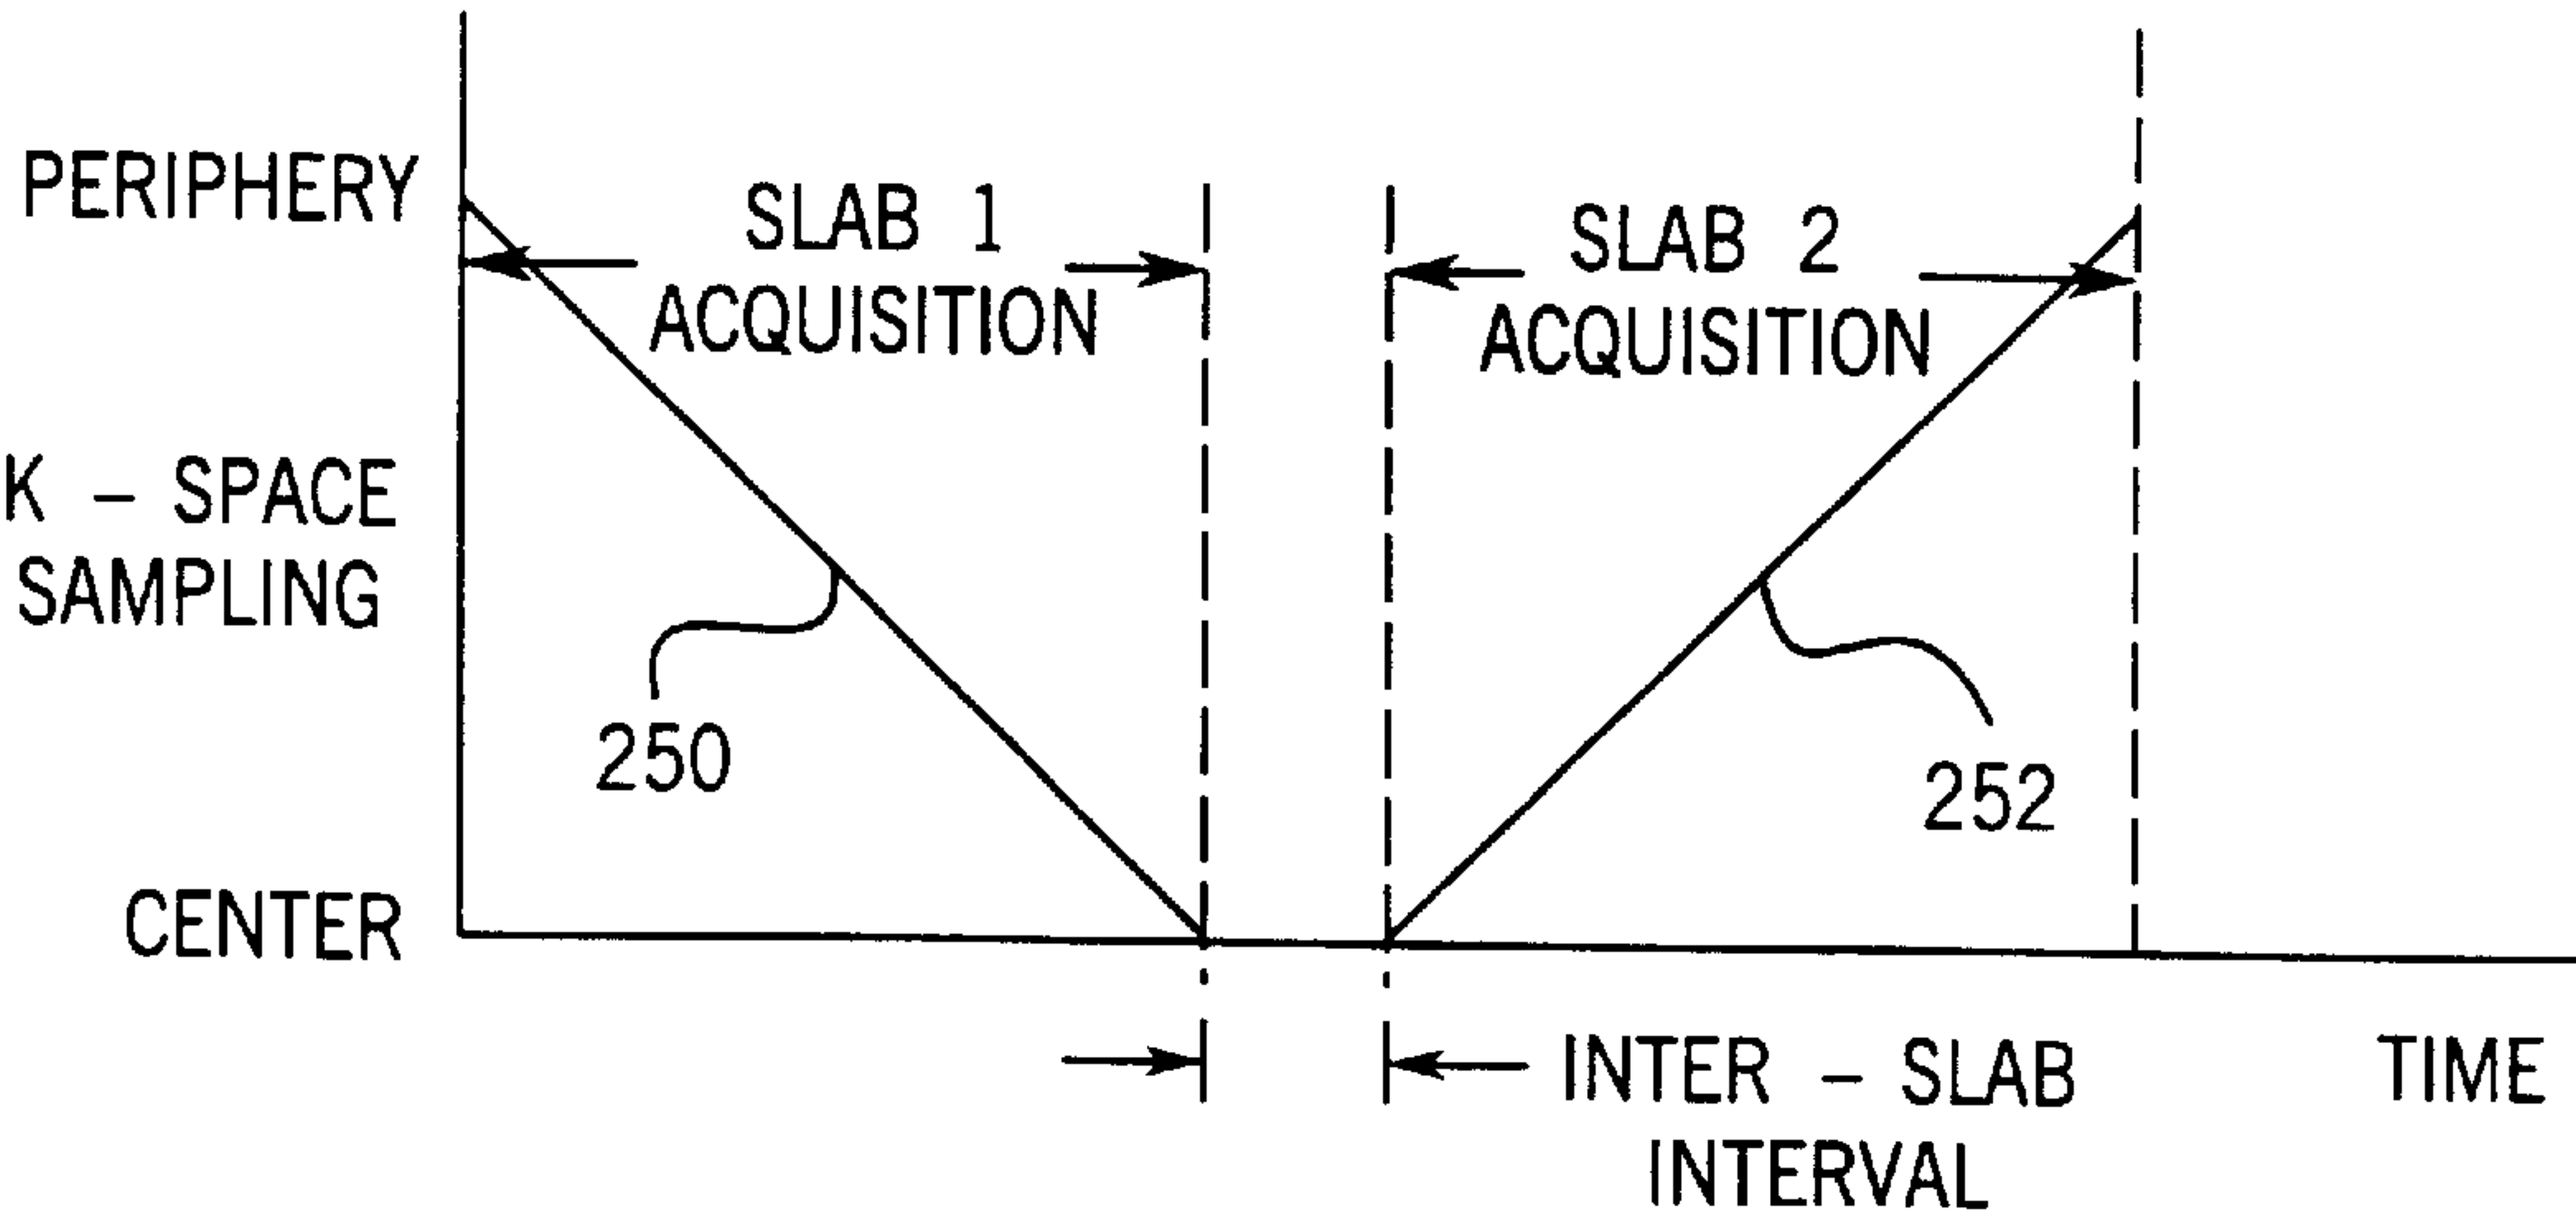 PERIPHERY
SLAB 1
ACQUISITION
SLAB 2
ACQUISITION
K – SPACE
SAMPLING
250
252
CENTER
INTER – SLAB
INTERVAL
TIME